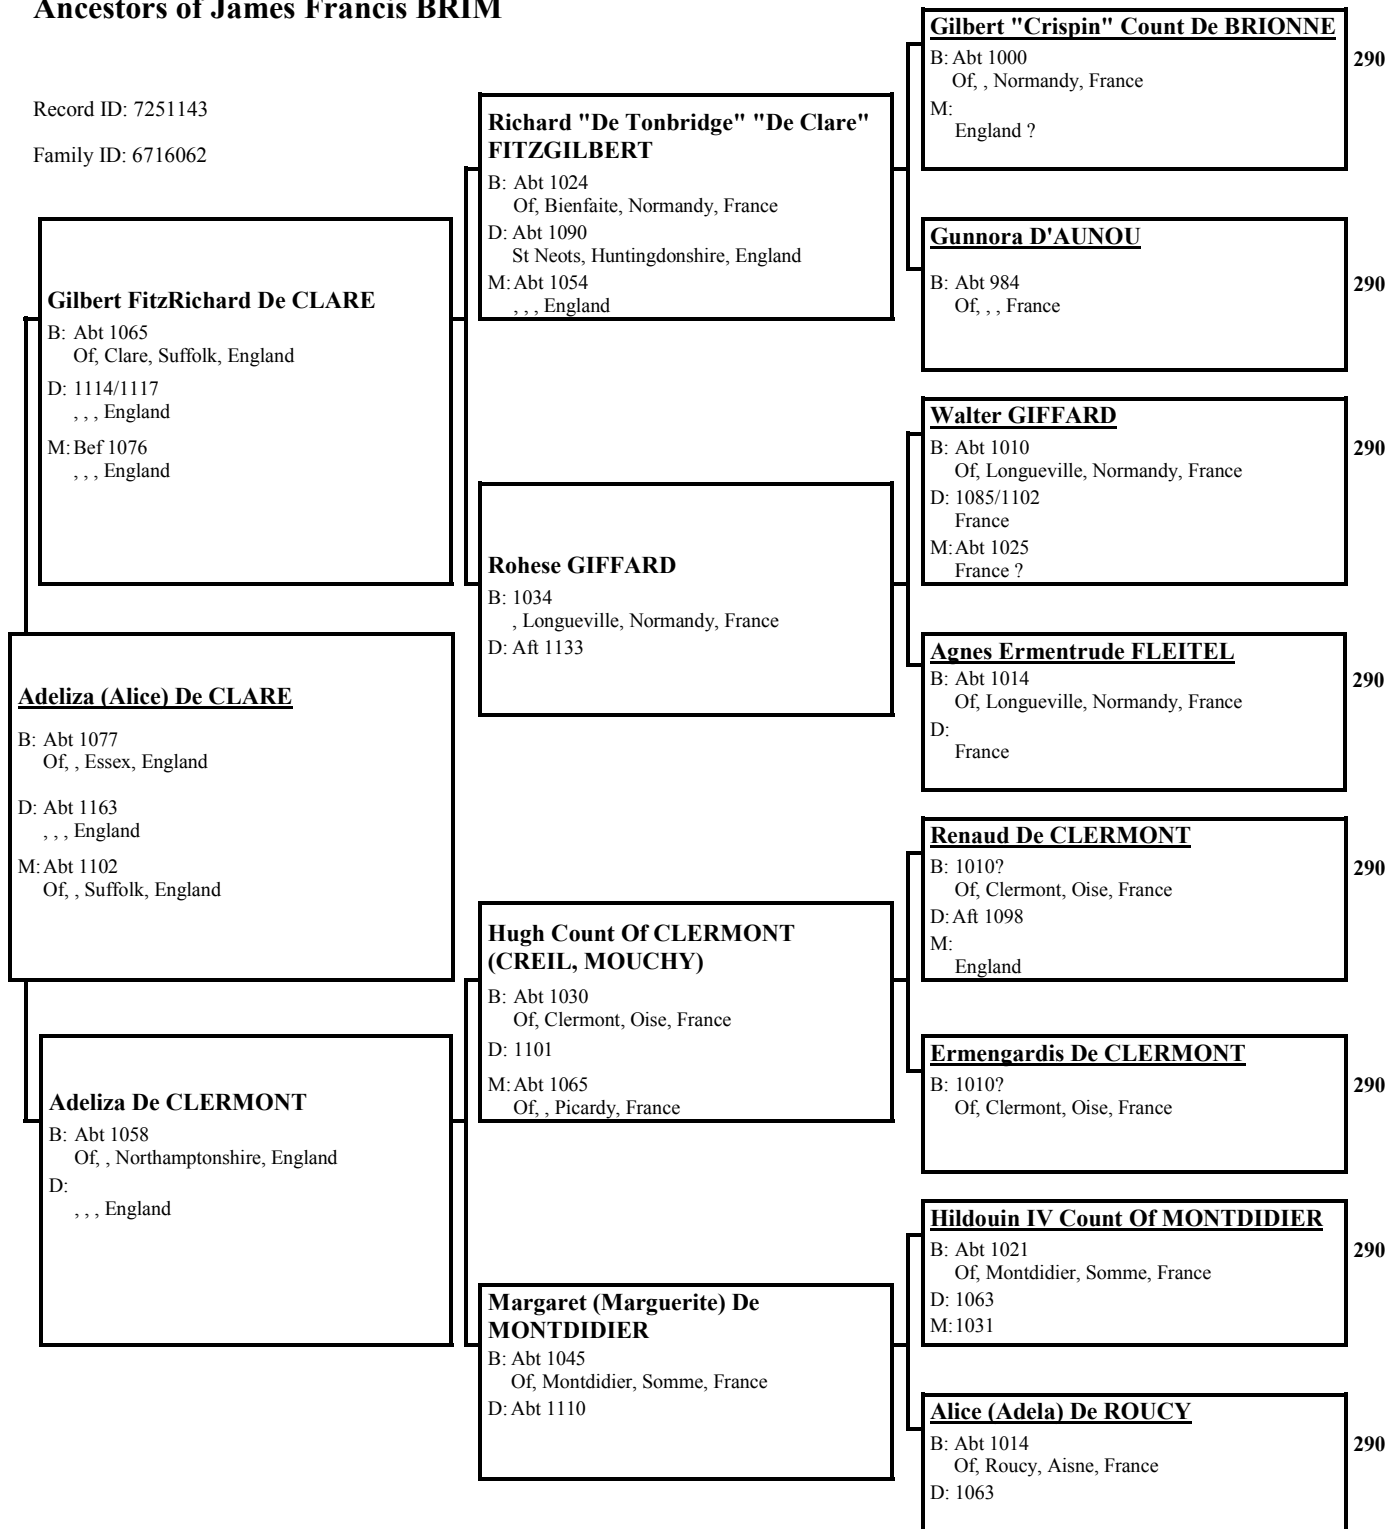 Ancestors of James Francis BRIM
Record ID: 7251143
Family ID: 6716062
Gilbert FitzRichard De CLARE
B: Abt 1065
Of, Clare, Suffolk, England
D: 1114/1117
, , , England
M: Bef 1076
, , , England
Adeliza (Alice) De CLARE
B: Abt 1077
Of, , Essex, England
D: Abt 1163
, , , England
M: Abt 1102
Of, , Suffolk, England
Adeliza De CLERMONT
B: Abt 1058
Of, , Northamptonshire, England
D:
, , , England
Richard "De Tonbridge" "De Clare"
FITZGILBERT
B: Abt 1024
Of, Bienfaite, Normandy, France
D: Abt 1090
St Neots, Huntingdonshire, England
M: Abt 1054
, , , England
Rohese GIFFARD
B: 1034
, Longueville, Normandy, France
D: Aft 1133
Hugh Count Of CLERMONT
(CREIL, MOUCHY)
B: Abt 1030
Of, Clermont, Oise, France
D: 1101
M: Abt 1065
Of, , Picardy, France
Margaret (Marguerite) De
MONTDIDIER
B: Abt 1045
Of, Montdidier, Somme, France
D: Abt 1110
Gilbert "Crispin" Count De BRIONNE
B: Abt 1000
290
Of, , Normandy, France
M:
England ?
Gunnora D'AUNOU
B: Abt 984
290
Of, , , France
Walter GIFFARD
B: Abt 1010
290
Of, Longueville, Normandy, France
D: 1085/1102
France
M: Abt 1025
France ?
Agnes Ermentrude FLEITEL
B: Abt 1014
290
Of, Longueville, Normandy, France
D:
France
Renaud De CLERMONT
B: 1010?
290
Of, Clermont, Oise, France
D: Aft 1098
M:
England
Ermengardis De CLERMONT
B: 1010?
290
Of, Clermont, Oise, France
Hildouin IV Count Of MONTDIDIER
B: Abt 1021
290
Of, Montdidier, Somme, France
D: 1063
M: 1031
Alice (Adela) De ROUCY
B: Abt 1014
290
Of, Roucy, Aisne, France
D: 1063